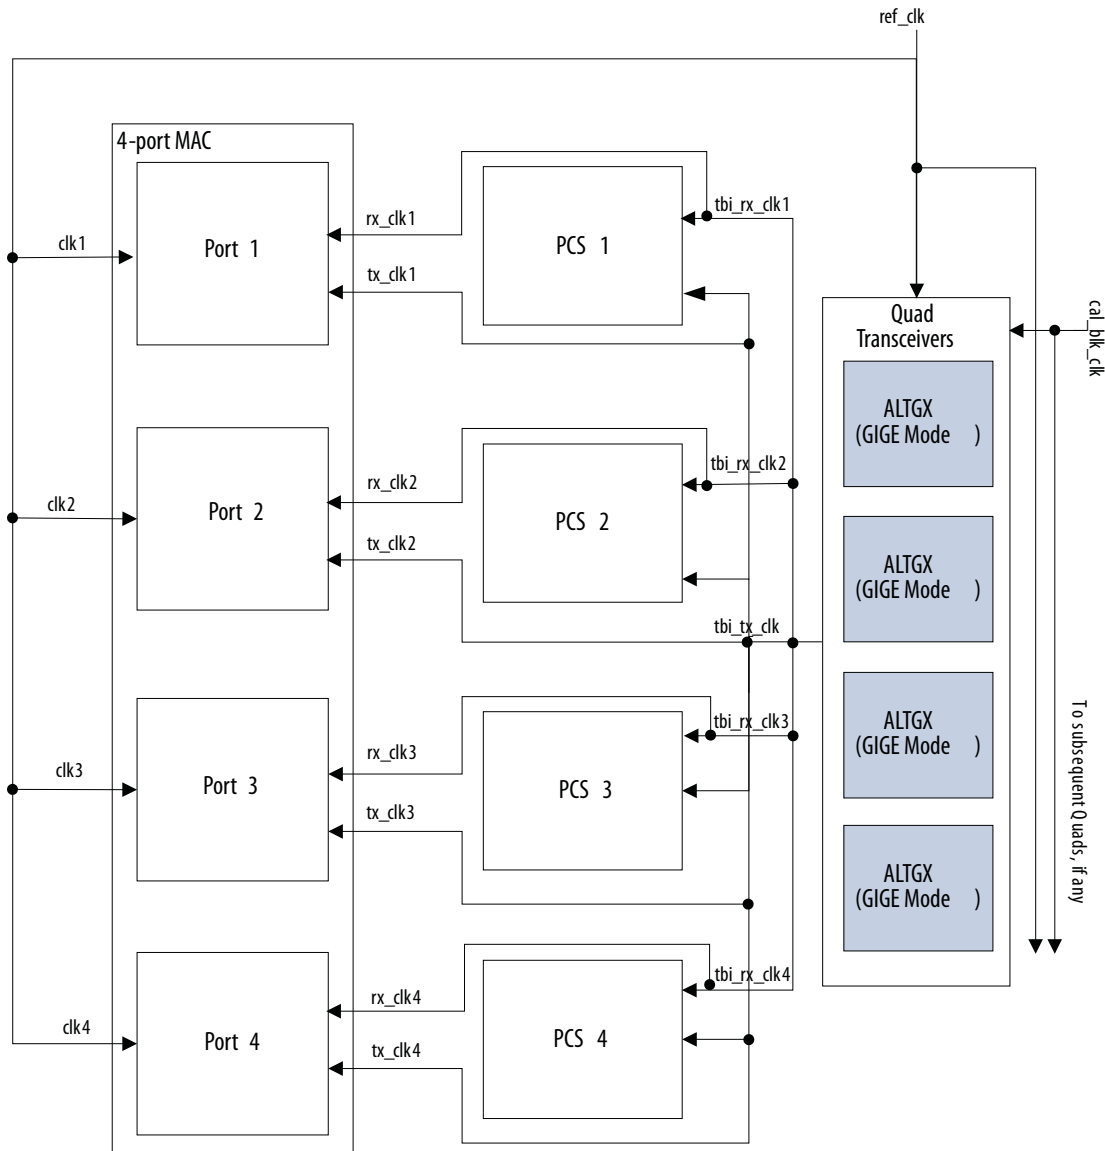 ref_clk
4-port MAC
Port 1
clk1
rx_clk1
tx_clk1
PCS 1
tbi_rx_clk1
Quad
Transceivers
cal_blk_clk
ALTGX
(GIGE Mode )
Port 2
clk2
rx_clk2
tx_clk2
PCS 2
tbi_rx_clk2
ALTGX
(GIGE Mode )
tbi_tx_clk
Port 3
clk3
rx_clk3
tx_clk3
PCS 3
tbi_rx_clk3
ALTGX
(GIGE Mode )
To subsequent Quads, if any
ALTGX
(GIGE Mode )
Port 4
clk4
rx_clk4
tx_clk4
PCS 4
tbi_rx_clk4